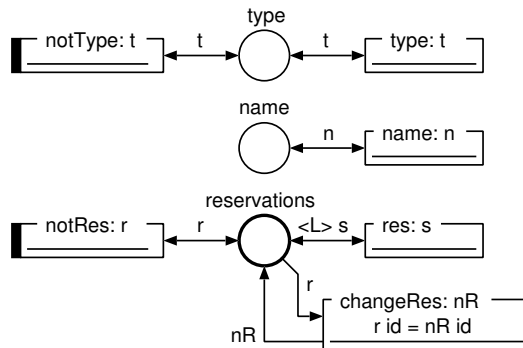 type
notType: t t t type: t
name
n name: n
reservations
notRes: r r <L> s res: s
r
changeRes: nR
nR r id = nR id